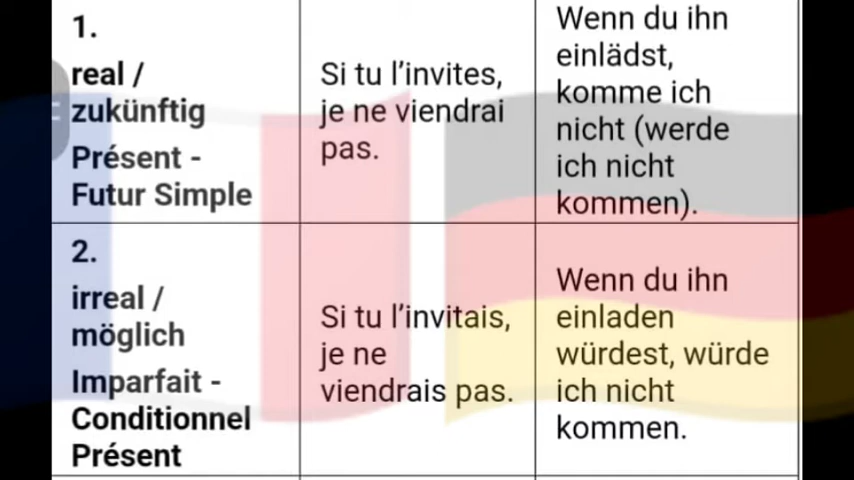 1.
real /
zukünftig
Présent -
Futur Simple
Si tu l’invites,
je ne viendrai
pas.
Wenn du ihn
einlädst,
komme ich
nicht (werde
ich nicht
kommen).
2.
irreal /
möglich
Imparfait -
Conditionnel
Présent
Si tu l’invitais,
je ne
viendrais pas.
Wenn du ihn
einladen
würdest, würde
ich nicht
kommen.